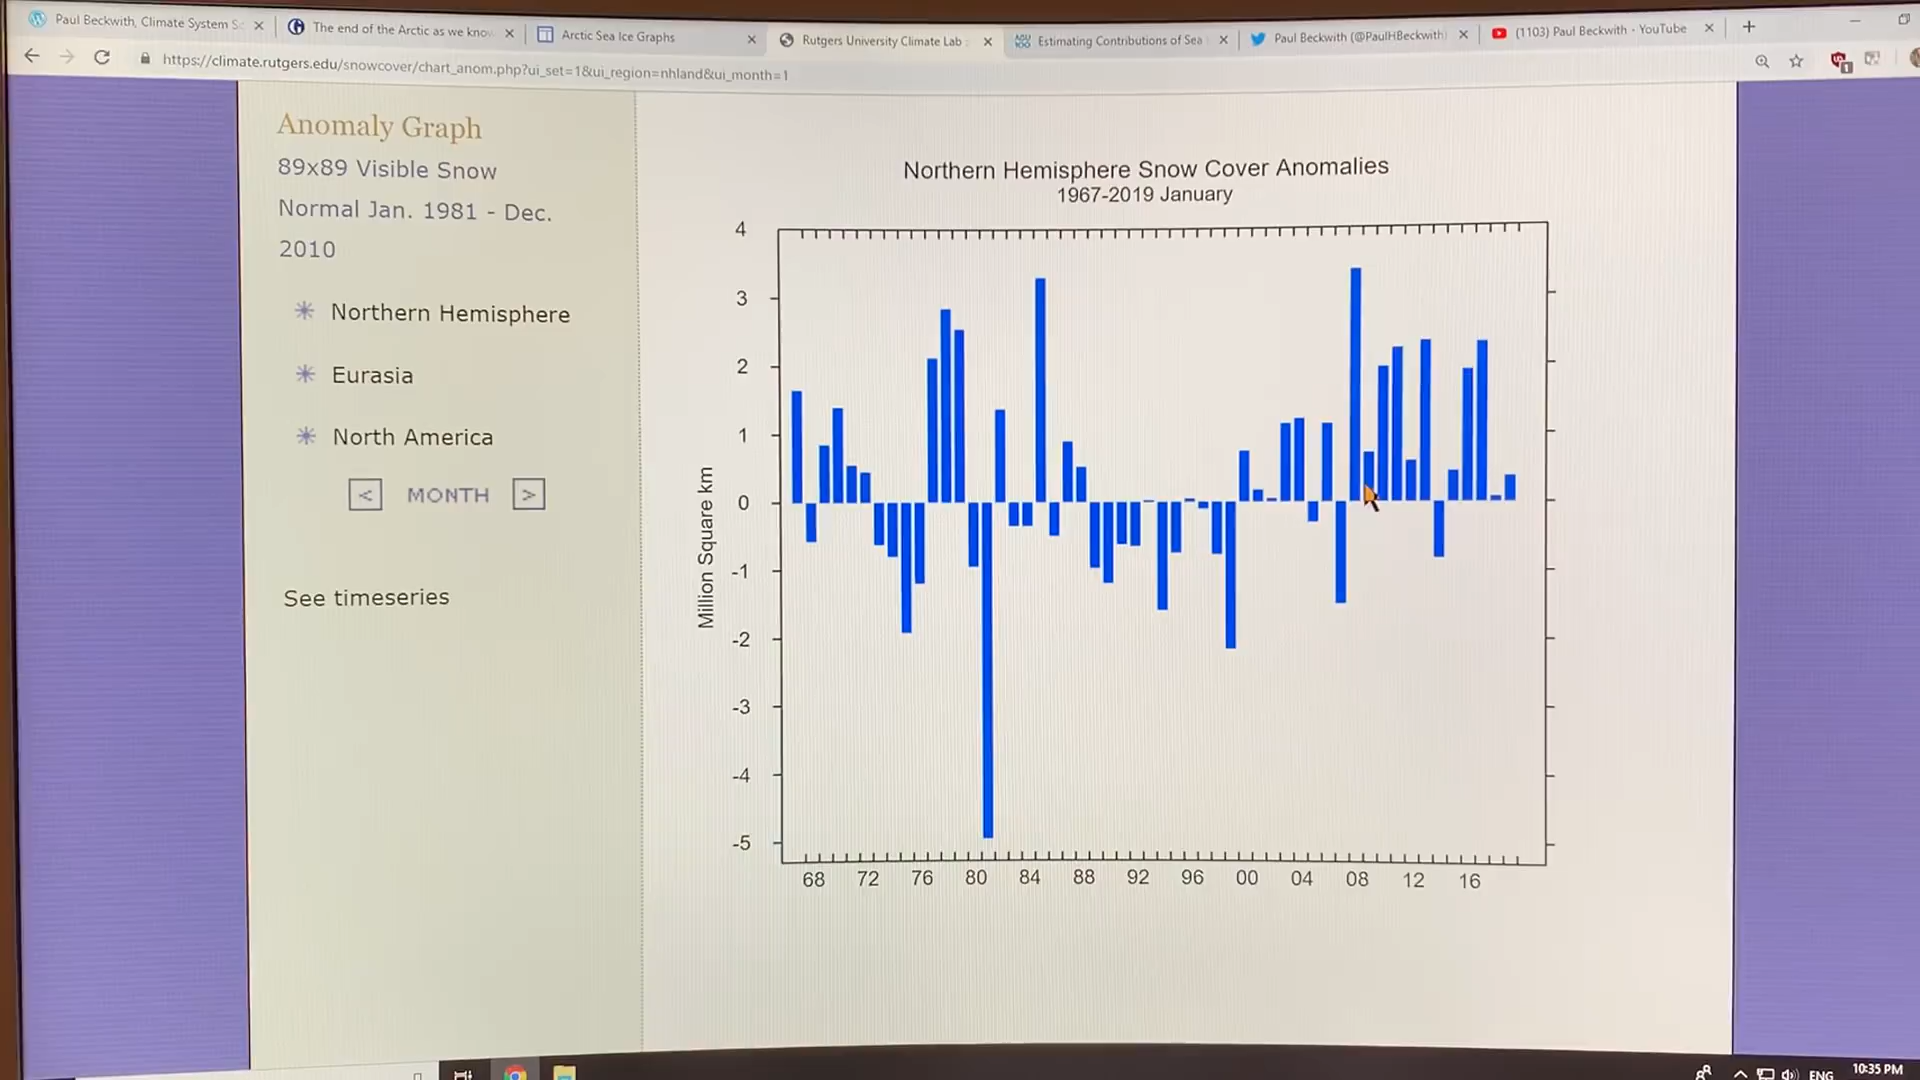 Paul Beckwith, Climate System Sc
The end of the Arctic as we know
Arctic Sea Ice Graphs
Rutgers University Climate Lab :
Estimating Contributions of Sea
Paul Beckwith (@PaulHBeckwith)
(1103) Paul Beckwith - YouTube
https://climate.rutgers.edu/snowcover/chart_anom.php?ui_set=1&ui_region=nhland&ui_month=1
Anomaly Graph
89x89 Visible Snow
Normal Jan. 1981 - Dec.
2010
Northern Hemisphere
Eurasia
North America
< MONTH >
See timeseries
Northern Hemisphere Snow Cover Anomalies
1967-2019 January
Million Square km
4
3
2
1
0
-1
-2
-3
-4
-5
68 72 76 80 84 88 92 96 00 04 08 12 16
ENG
10:35 PM